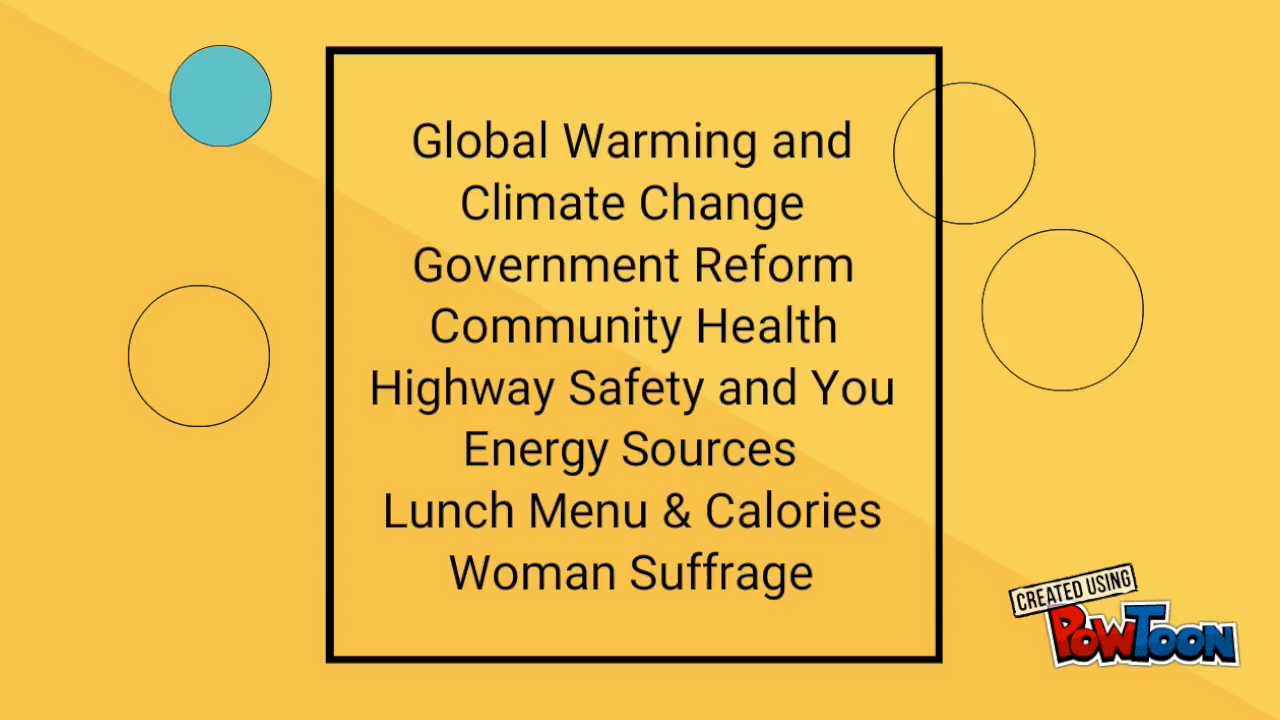 Global Warming and
Climate Change
Government Reform
Community Health
Highway Safety and You
Energy Sources
Lunch Menu & Calories
Woman Suffrage
CREATED USING
POWTOON